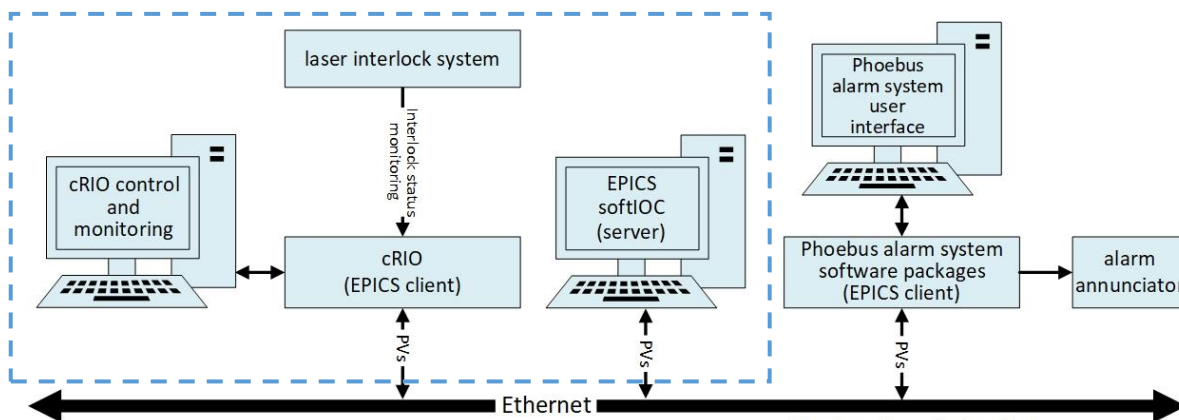 laser interlock system
Interlock status
monitoring
cRIO control
and
monitoring
cRIO
(EPICS client)
EPICS
softIOC
(server)
Phoebus
alarm system
user
interface
Phoebus alarm system
software packages
(EPICS client)
alarm
annunciator
PVs
PVs
PVs
Ethernet